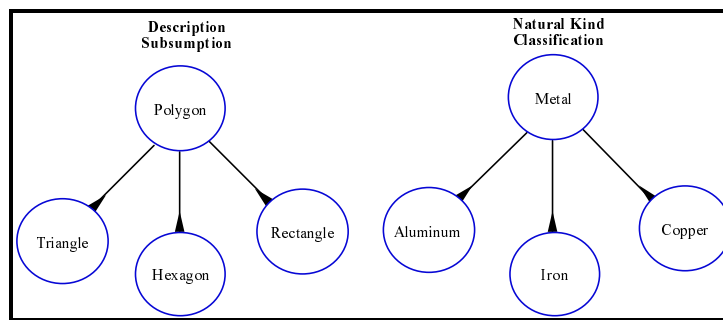 Description
Subsumption
Polygon
Triangle
Hexagon
Rectangle
Natural Kind
Classification
Metal
Aluminum
Iron
Copper